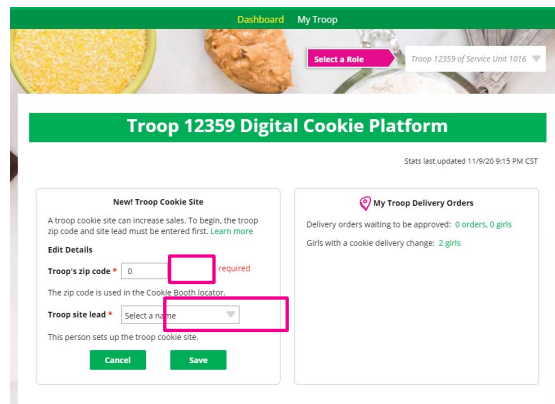 Dashboard My Troop
Select a Role
Troop 12359 of Service Unit 1016
Troop 12359 Digital Cookie Platform
Stats last updated 11/9/20 9:15 PM CST
New! Troop Cookie Site
A troop cookie site can increase sales. To begin, the troop
zip code and site lead must be entered first. Learn more
Edit Details
Troop's zip code * 0 required
The zip code is used in the Cookie Booth locator.
Troop site lead * Select a name
This person sets up the troop cookie site.
Cancel Save
My Troop Delivery Orders
Delivery orders waiting to be approved: 0 orders, 0 girls
Girls with a cookie delivery change: 2 girls